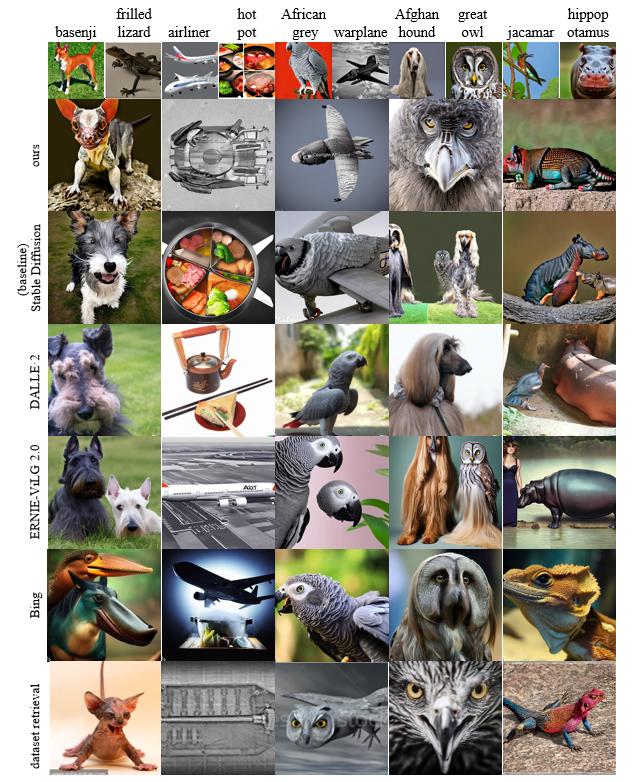 basenji frilled lizard airliner hot pot African grey warplane Afghan hound great owl jacamar hippop otamus
ours
(baseline)
Stable Diffusion
DALLE·2
ERNIE-ViLG 2.0
Bing
dataset retrieval